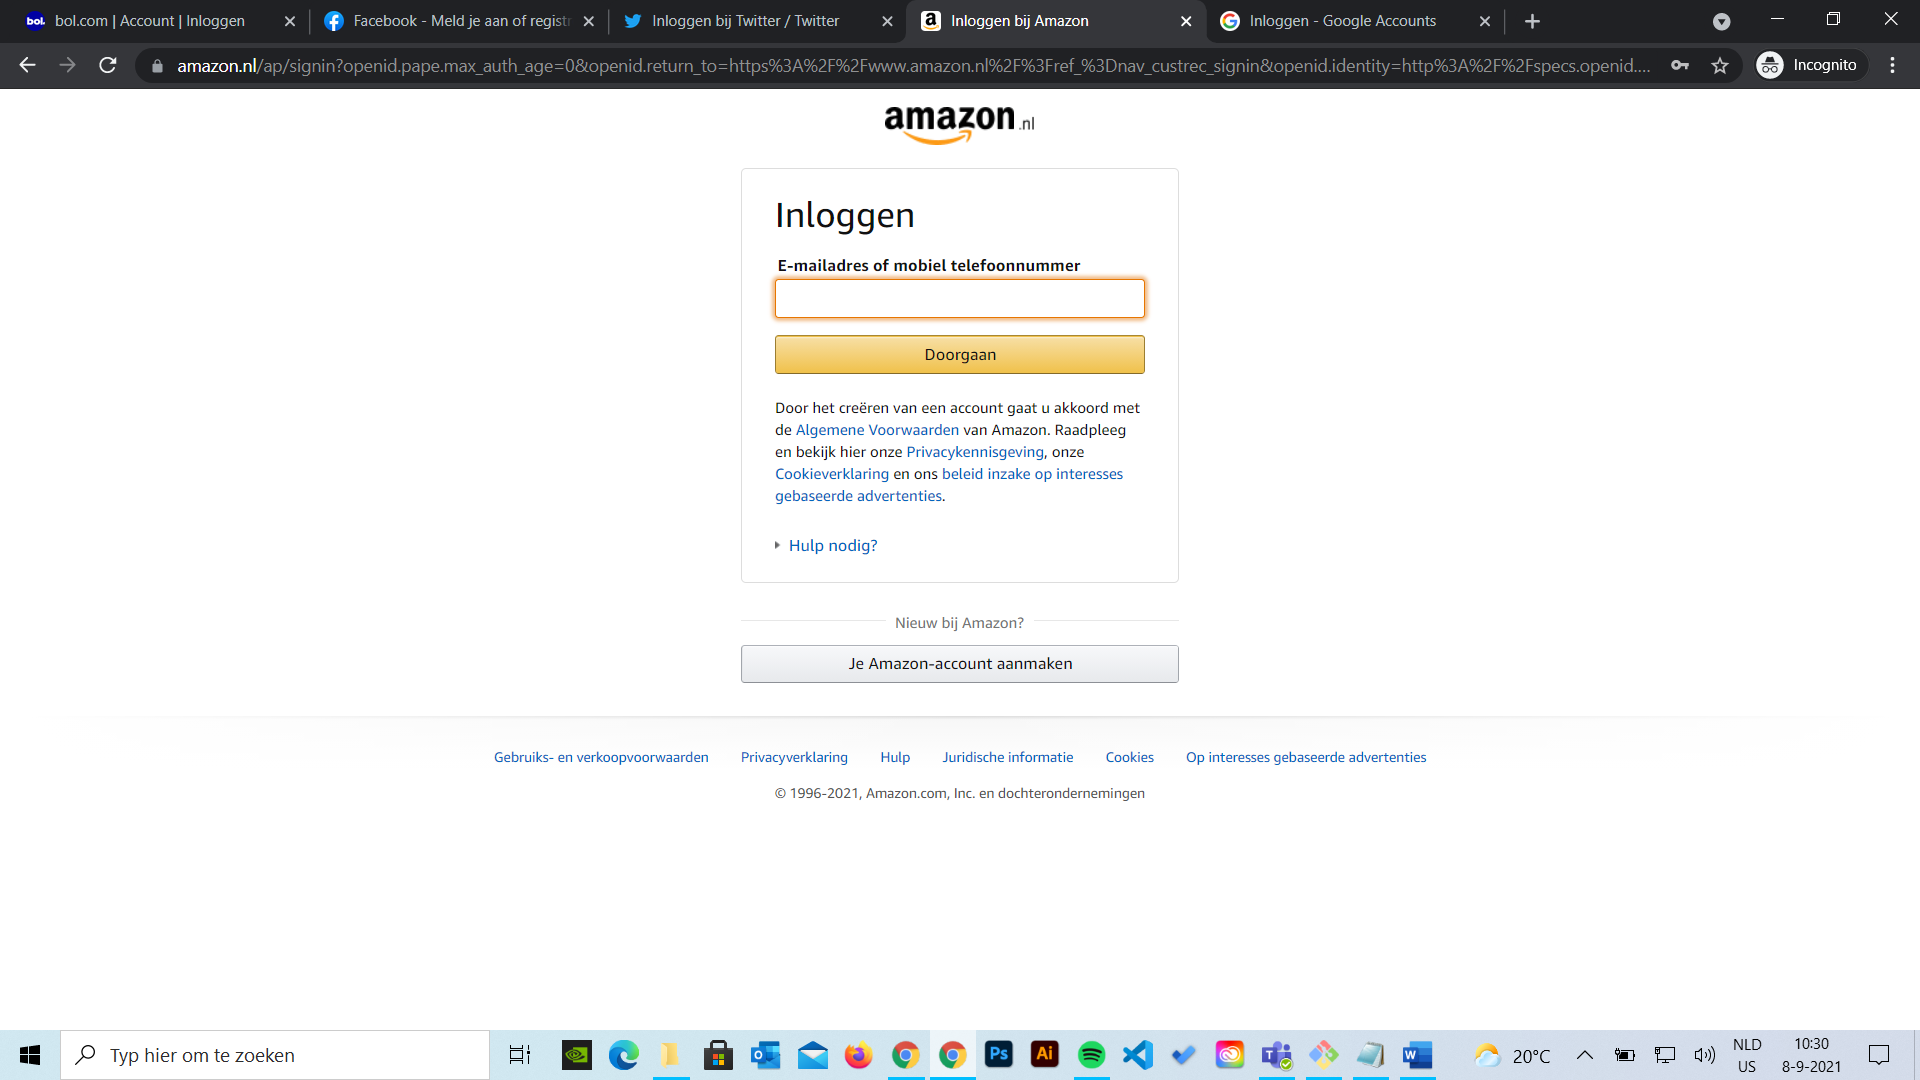 bol. bol.com | Account | Inloggen
Facebook - Meld je aan of registr
Inloggen bij Twitter / Twitter
a Inloggen bij Amazon
G Inloggen - Google Accounts
amazon.nl/ap/signin?openid.pape.max_auth_age=0&openid.return_to=https%3A%2F%2Fwww.amazon.nl%2F%3Fref_%3Dnav_custrec_signin&openid.identity=http%3A%2F%2Fspecs.openid....
Incognito
amazon.nl
Inloggen
E-mailadres of mobiel telefoonnummer
Doorgaan
Door het creëren van een account gaat u akkoord met
de Algemene Voorwaarden van Amazon. Raadpleeg
en bekijk hier onze Privacykennisgeving, onze
Cookieverklaring en ons beleid inzake op interesses
gebaseerde advertenties.
Hulp nodig?
Nieuw bij Amazon?
Je Amazon-account aanmaken
Gebruiks- en verkoopvoorwaarden Privacyverklaring Hulp Juridische informatie Cookies Op interesses gebaseerde advertenties
© 1996-2021, Amazon.com, Inc. en dochterondernemingen
Typ hier om te zoeken
Ps
Ai
20°C
NLD
US
10:30
8-9-2021